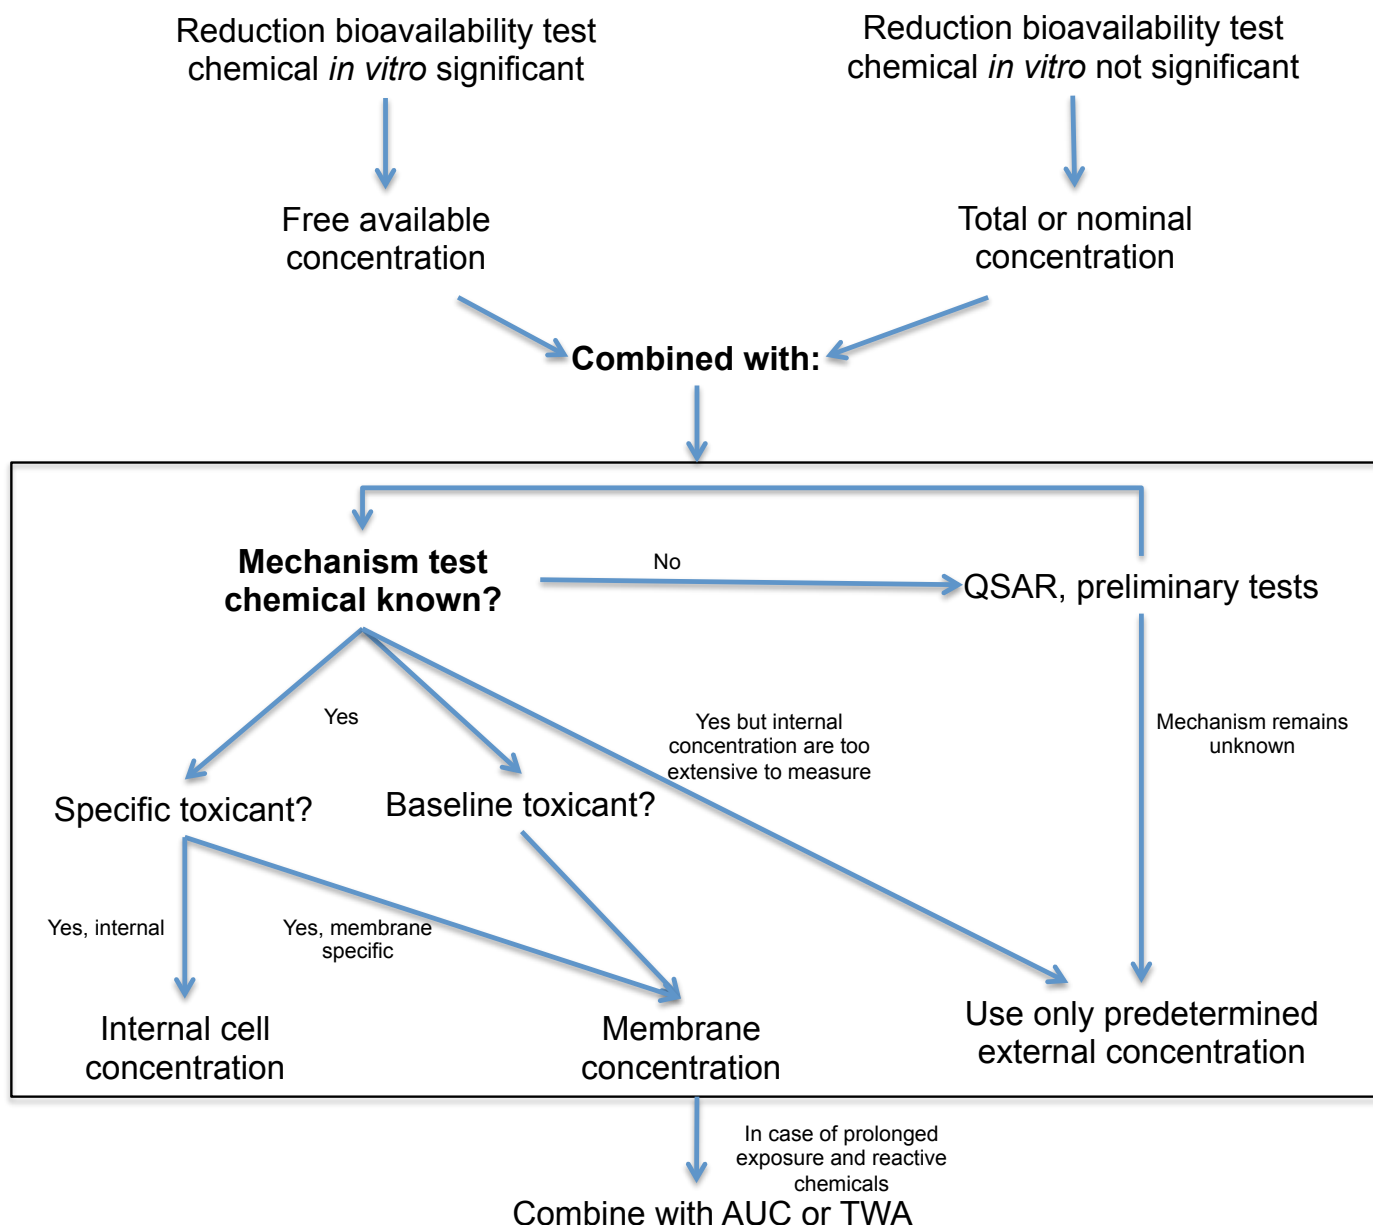 Reduction bioavailability test
chemical in vitro significant
Reduction bioavailability test
chemical in vitro not significant
Free available
concentration
Total or nominal
concentration
Combined with:
Mechanism test
chemical known?
No
QSAR, preliminary tests
Yes
Yes but internal
concentration are too
extensive to measure
Mechanism remains
unknown
Specific toxicant?
Baseline toxicant?
Yes, internal
Yes, membrane
specific
Internal cell
concentration
Membrane
concentration
Use only predetermined
external concentration
In case of prolonged
exposure and reactive
chemicals
Combine with AUC or TWA